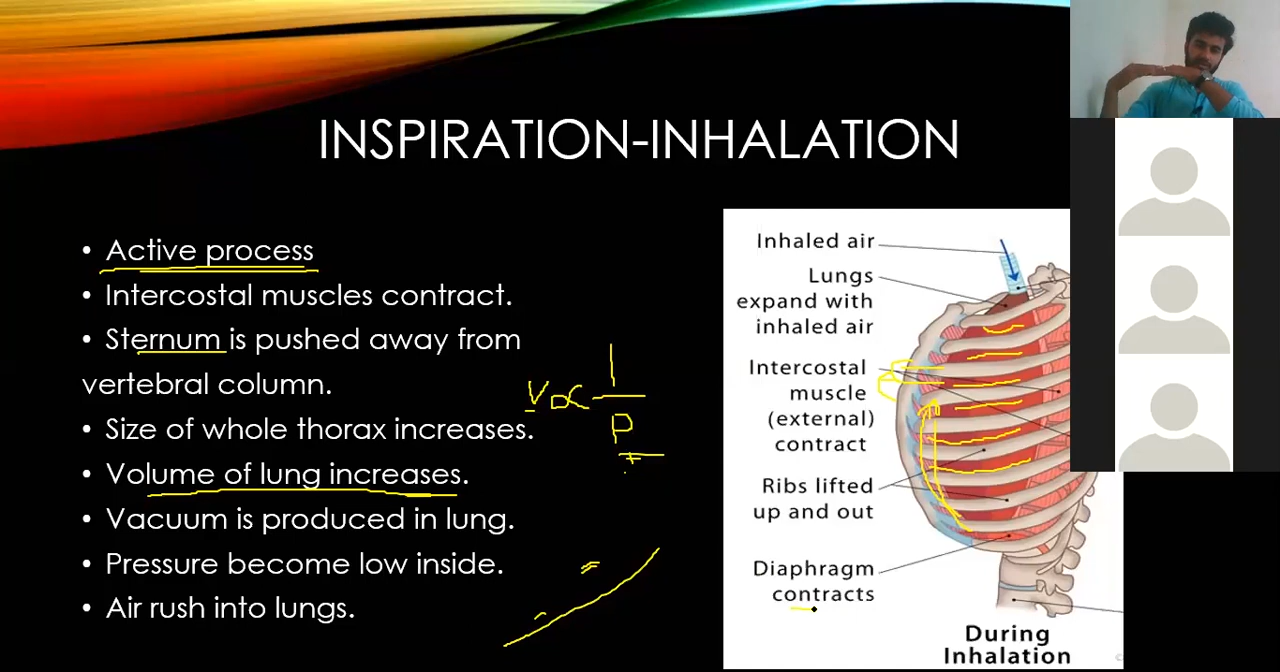 INSPIRATION-INHALATION
• Active process
• Intercostal muscles contract.
• Sternum is pushed away from
vertebral column.
• Size of whole thorax increases.
• Volume of lung increases.
• Vacuum is produced in lung.
• Pressure become low inside.
• Air rush into lungs.
V ∝ 1
P
Inhaled air
Lungs
expand with
inhaled air
Intercostal
muscle
(external)
contract
Ribs lifted
up and out
Diaphragm
contracts
During
Inhalation